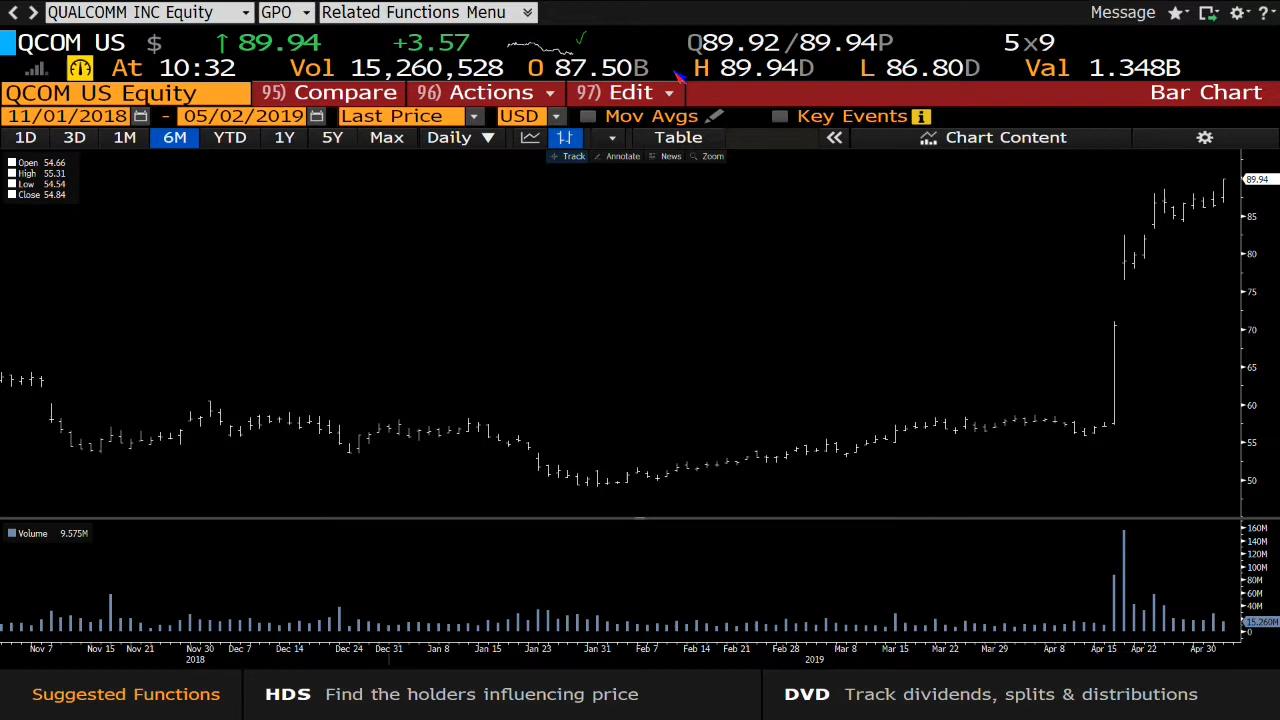 QUALCOMM INC Equity GPO Related Functions Menu Message ?
QCOM US $ ↑ 89.94 +3.57 Q89.92 /89.94P 5 x9
At 10:32 Vol 15,260,528 O 87.50B H 89.94D L 86.80D Val 1.348B
QCOM US Equity 95) Compare 96) Actions 97) Edit Bar Chart
11/01/2018 - 05/02/2019 Last Price USD Mov Avgs Key Events i
1D 3D 1M 6M YTD 1Y 5Y Max Daily ▼ Table « Chart Content
Track Annotate News Zoom
Open 54.66
High 55.31
Low 54.54
Close 54.84
89.94
85
80
75
70
65
60
55
50
Volume 9.575M
160M
140M
120M
100M
80M
60M
40M
15.260M
0
Nov 7 Nov 15 Nov 21 Nov 30 Dec 7 Dec 14 Dec 24 Dec 31 Jan 8 Jan 15 Jan 23 Jan 31 Feb 7 Feb 14 Feb 21 Feb 28 Mar 8 Mar 15 Mar 22 Mar 29 Apr 8 Apr 15 Apr 22 Apr 30
2018 2019
Suggested Functions HDS Find the holders influencing price DVD Track dividends, splits & distributions